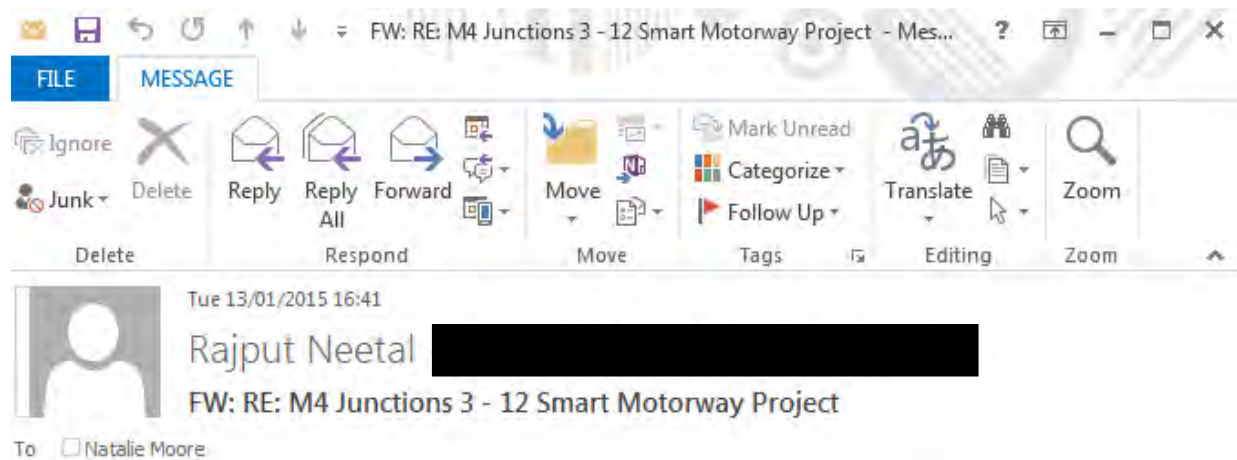 FW: RE: M4 Junctions 3 - 12 Smart Motorway Project - Mes... ?
FILE MESSAGE
Ignore
Junk
Delete
Reply
Reply All
Forward
Move
Mark Unread
Categorize
Follow Up
Translate
Zoom
Delete Respond Move Tags Editing Zoom
Tue 13/01/2015 16:41
Rajput Neetal
FW: RE: M4 Junctions 3 - 12 Smart Motorway Project
To Natalie Moore